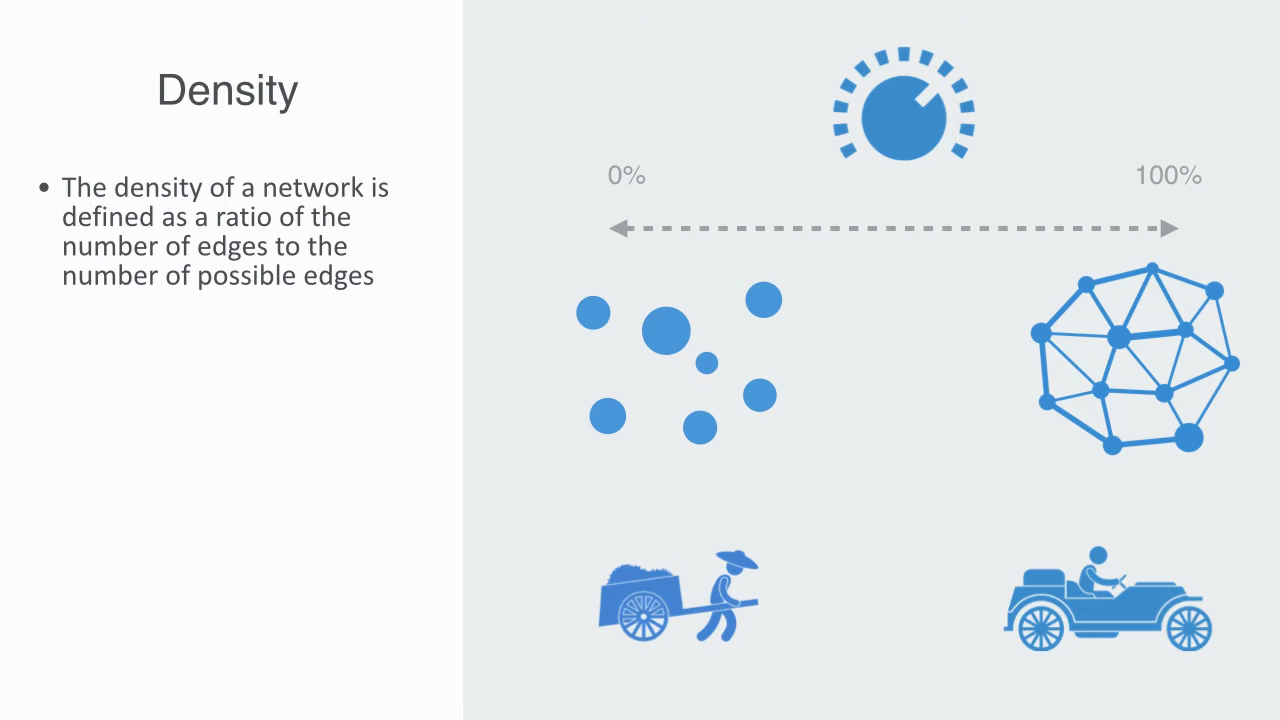 Density
• The density of a network is
defined as a ratio of the
number of edges to the
number of possible edges
0%
100%